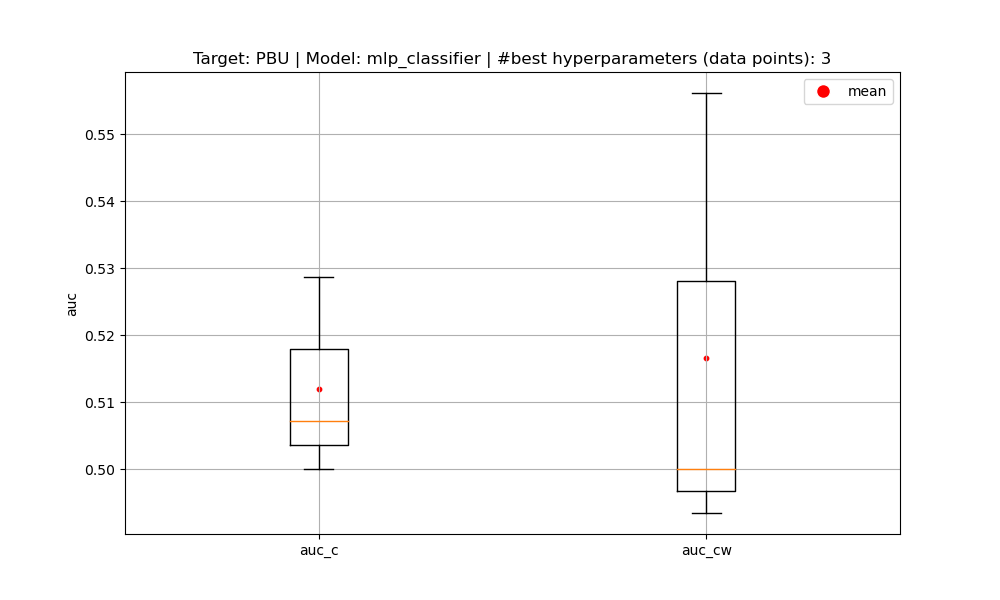 Target: PBU | Model: mlp_classifier | #best hyperparameters (data points): 3
mean
0.55
0.54
0.53
0.52
0.51
0.50
auc
auc_c
auc_cw